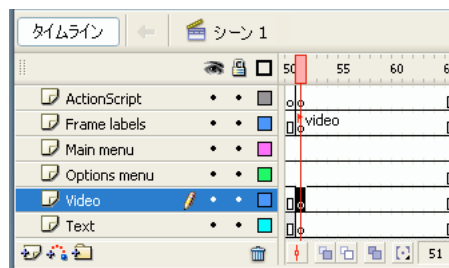 タイムライン シーン 1
50 55 60 6
ActionScript
Frame labels video
Main menu
Options menu
Video
Text
51